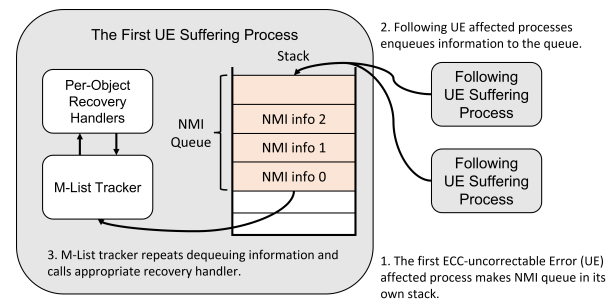 The First UE Suffering Process
Stack
Per-Object
Recovery
Handlers
M-List Tracker
NMI
Queue
NMI info 2
NMI info 1
NMI info 0
3. M-List tracker repeats dequeuing information and
calls appropriate recovery handler.
2. Following UE affected processes
enqueues information to the queue.
Following
UE Suffering
Process
Following
UE Suffering
Process
1. The first ECC-uncorrectable Error (UE)
affected process makes NMI queue in its
own stack.